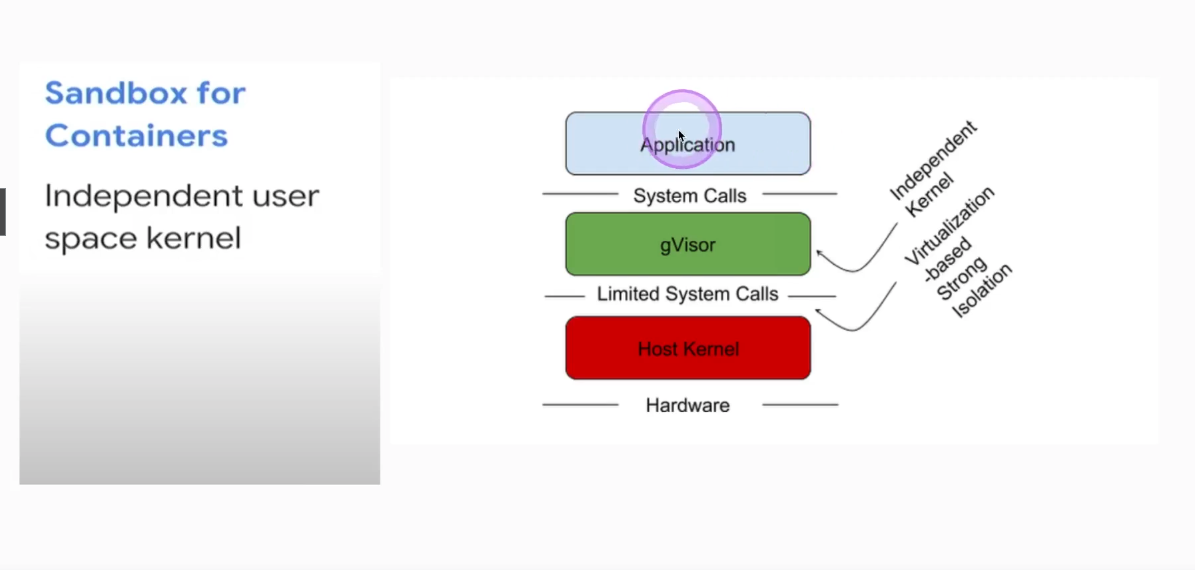 Sandbox for
Containers
Independent user
space kernel
Application
System Calls
gVisor
Limited System Calls
Host Kernel
Hardware
Independent
Kernel
Virtualization
-based
Strong
Isolation